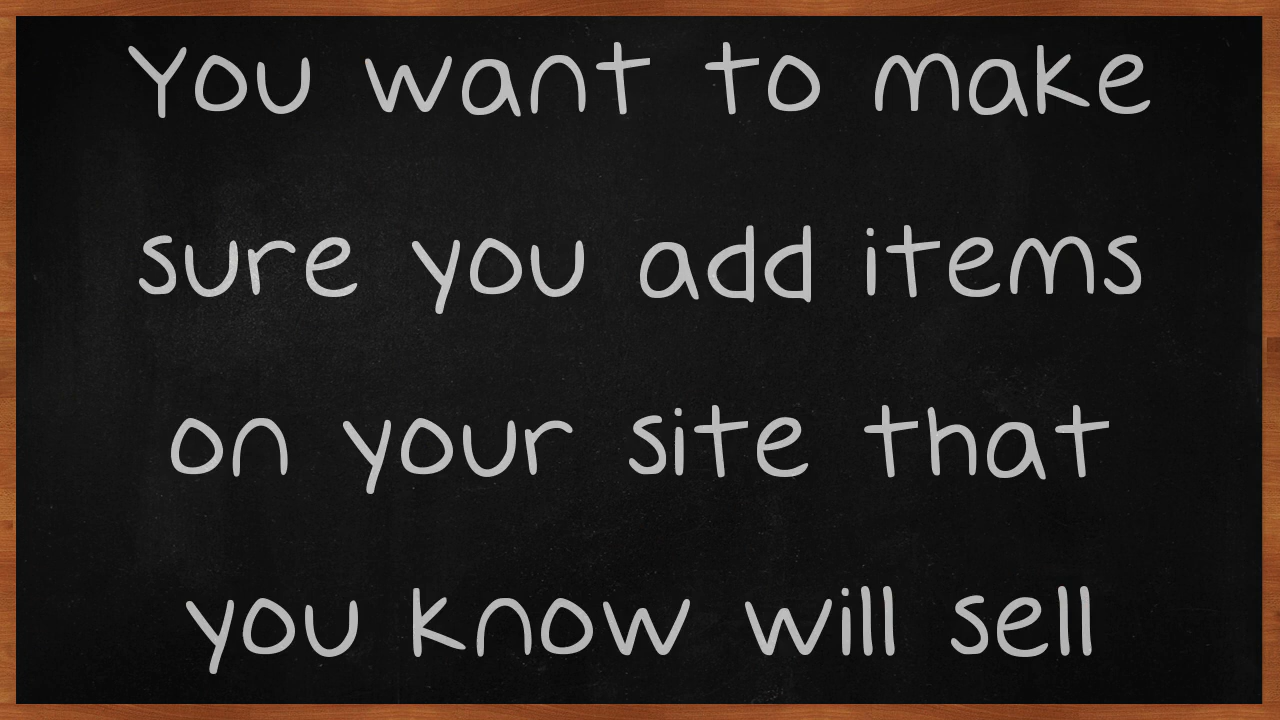 You want to make
sure you add items
on your site that
you know will sell